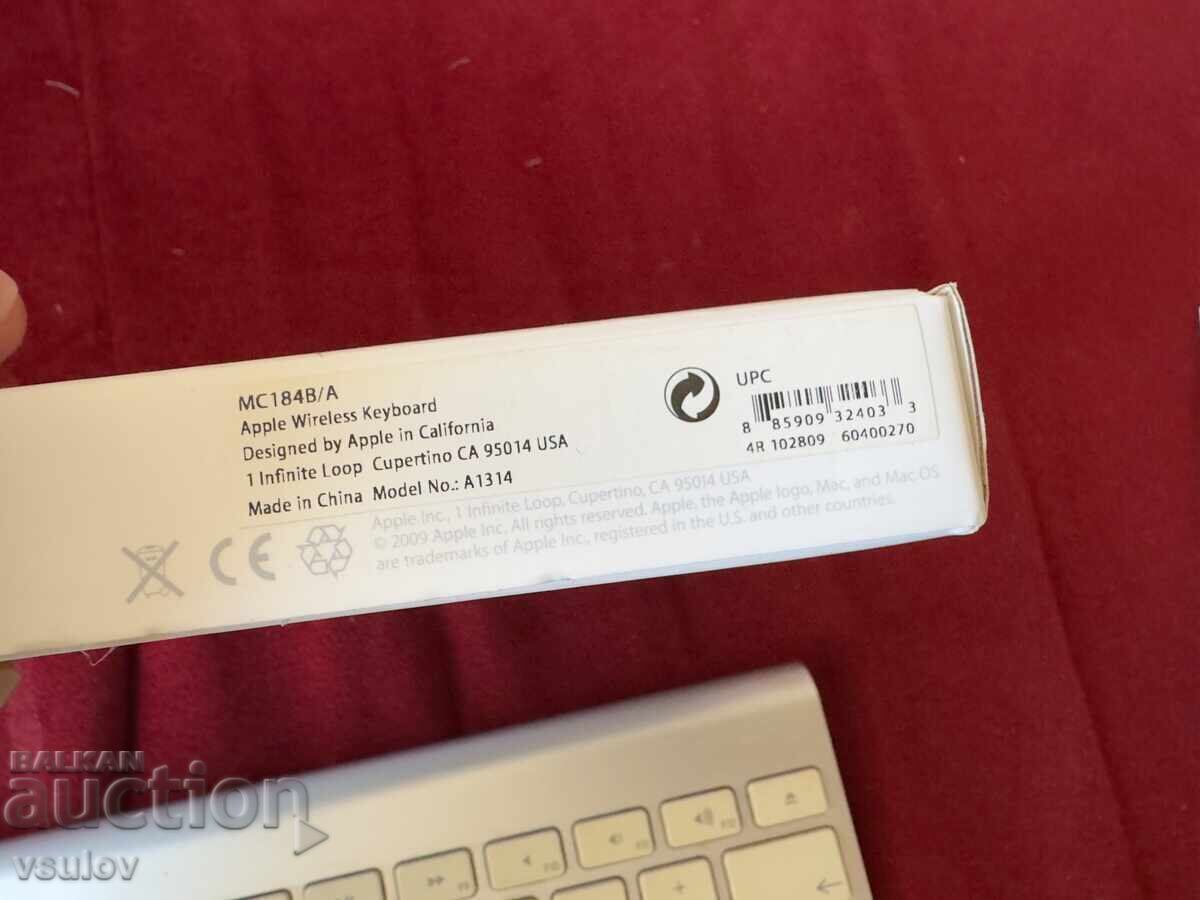 MC184B/A
Apple Wireless Keyboard
Designed by Apple in California
1 Infinite Loop Cupertino CA 95014 USA
Made in China Model No.: A1314
UPC
8 85909 32403 3
4R 102809 60400270
CE
Apple Inc., 1 Infinite Loop, Cupertino, CA 95014 USA
© 2009 Apple Inc. All rights reserved. Apple, the Apple logo, Mac, and Mac OS
are trademarks of Apple Inc., registered in the U.S. and other countries.
BALKAN
auction
vsulov